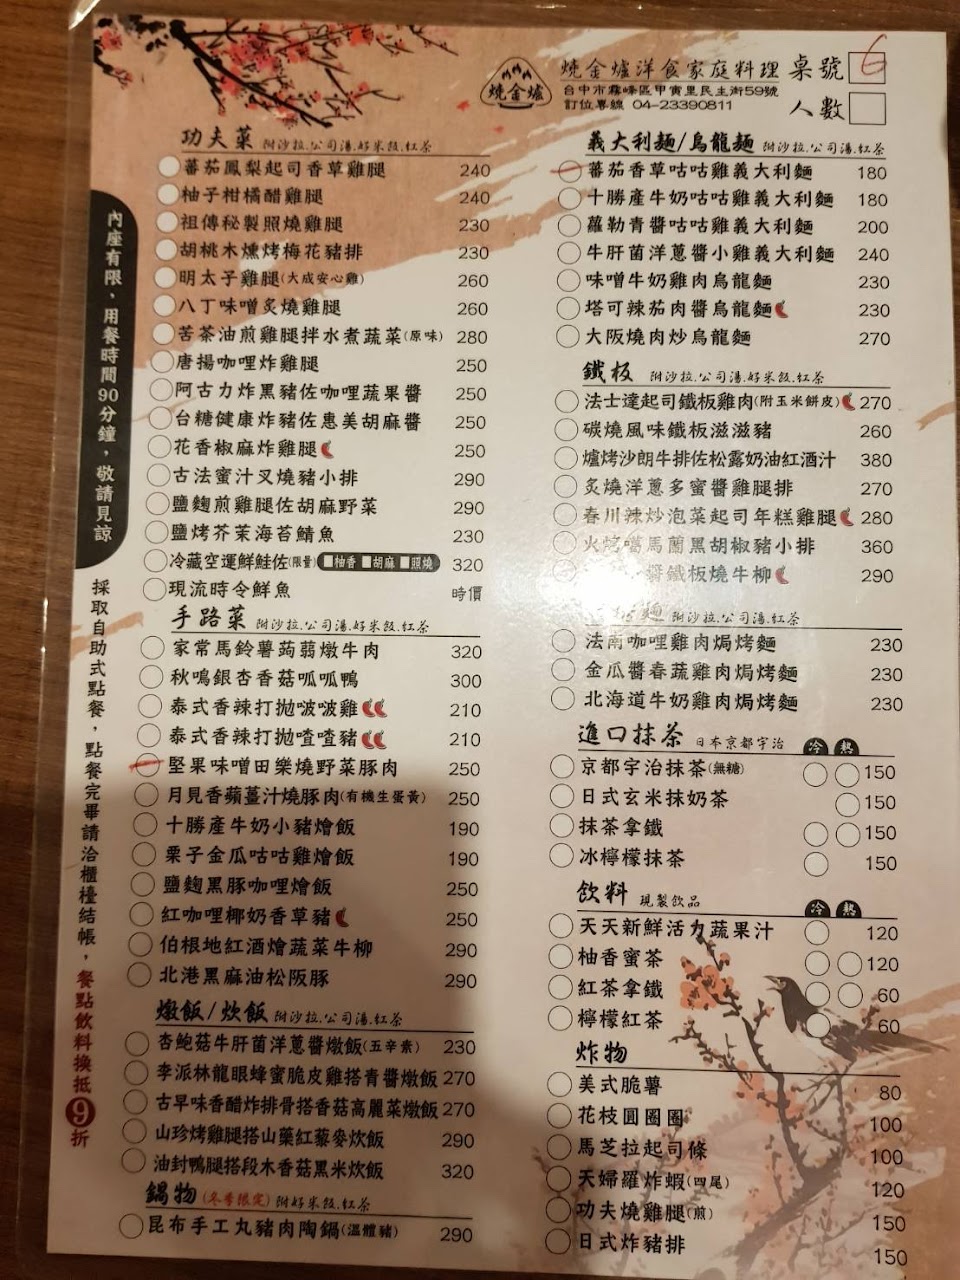 燒金爐
燒金爐洋食家庭料理
台中市霧峰區甲寅里民主街59號
訂位專線 04-23390811
桌號 6
人數
內座有限,用餐時間90分鐘,敬請見諒
採取自助式點餐,點餐完畢請洽櫃檯結帳,餐點飲料換抵9折
功夫菜 附沙拉.公司湯.好米飯.紅茶
蕃茄鳳梨起司香草雞腿 240
柚子柑橘醋雞腿 240
祖傳秘製照燒雞腿 230
胡桃木燻烤梅花豬排 230
明太子雞腿(大成安心雞) 260
八丁味噌炙燒雞腿 260
苦茶油煎雞腿拌水煮蔬菜(原味) 280
唐揚咖哩炸雞腿 250
阿古力炸黑豬佐咖哩蔬果醬 250
台糖健康炸豬佐惠美胡麻醬 250
花香椒麻炸雞腿 250
古法蜜汁叉燒豬小排 290
鹽麴煎雞腿佐胡麻野菜 290
鹽烤芥茉海苔鯖魚 230
冷藏空運鮮鮭佐(限量) ■柚香 ■胡麻 ■照燒 320
現流時令鮮魚 時價
手路菜 附沙拉.公司湯.好米飯.紅茶
家常馬鈴薯蒟蒻燉牛肉 320
秋鳴銀杏香菇呱呱鴨 300
泰式香辣打拋啵啵雞 210
泰式香辣打拋喳喳豬 210
堅果味噌田樂燒野菜豚肉 250
月見香蘋薑汁燒豚肉(有機生蛋黃) 250
十勝產牛奶小豬燴飯 190
栗子金瓜咕咕雞燴飯 190
鹽麴黑豚咖哩燴飯 250
紅咖哩椰奶香草豬 250
伯根地紅酒燴蔬菜牛柳 290
北港黑麻油松阪豚 290
燉飯/炊飯 附沙拉.公司湯.紅茶
杏鮑菇牛肝菌洋蔥醬燉飯(五辛素) 230
李派林龍眼蜂蜜脆皮雞搭青醬燉飯 270
古早味香醋炸排骨搭香菇高麗菜燉飯 270
山珍烤雞腿搭山藥紅藜麥炊飯 290
油封鴨腿搭段木香菇黑米炊飯 320
鍋物(冬季限定) 附好米飯.紅茶
昆布手工丸豬肉陶鍋(溫體豬) 290
義大利麵/烏龍麵 附沙拉.公司湯.紅茶
蕃茄香草咕咕雞義大利麵 180
十勝產牛奶咕咕雞義大利麵 180
蘿勒青醬咕咕雞義大利麵 200
牛肝菌洋蔥醬小雞義大利麵 240
味噌牛奶雞肉烏龍麵 230
塔可辣茄肉醬烏龍麵 230
大阪燒肉炒烏龍麵 270
鐵板 附沙拉.公司湯.好米飯.紅茶
法士達起司鐵板雞肉(附玉米餅皮) 270
碳燒風味鐵板滋滋豬 260
爐烤沙朗牛排佐松露奶油紅酒汁 380
炙燒洋蔥多蜜醬雞腿排 270
春川辣炒泡菜起司年糕雞腿 280
火烤噶瑪蘭黑胡椒豬小排 360
醬鐵板燒牛柳 290
麵 附沙拉.公司湯.紅茶
法南咖哩雞肉焗烤麵 230
金瓜醬春蔬雞肉焗烤麵 230
北海道牛奶雞肉焗烤麵 230
進口抹茶 日本京都宇治 冷 熱
京都宇治抹茶(無糖) 150
日式玄米抹奶茶 150
抹茶拿鐵 150
冰檸檬抹茶 150
飲料 現製飲品 冷 熱
天天新鮮活力蔬果汁 120
柚香蜜茶 120
紅茶拿鐵 60
檸檬紅茶 60
炸物
美式脆薯 80
花枝圓圈圈 100
馬芝拉起司條 100
天婦羅炸蝦(四尾) 120
功夫燒雞腿(煎) 150
日式炸豬排 150